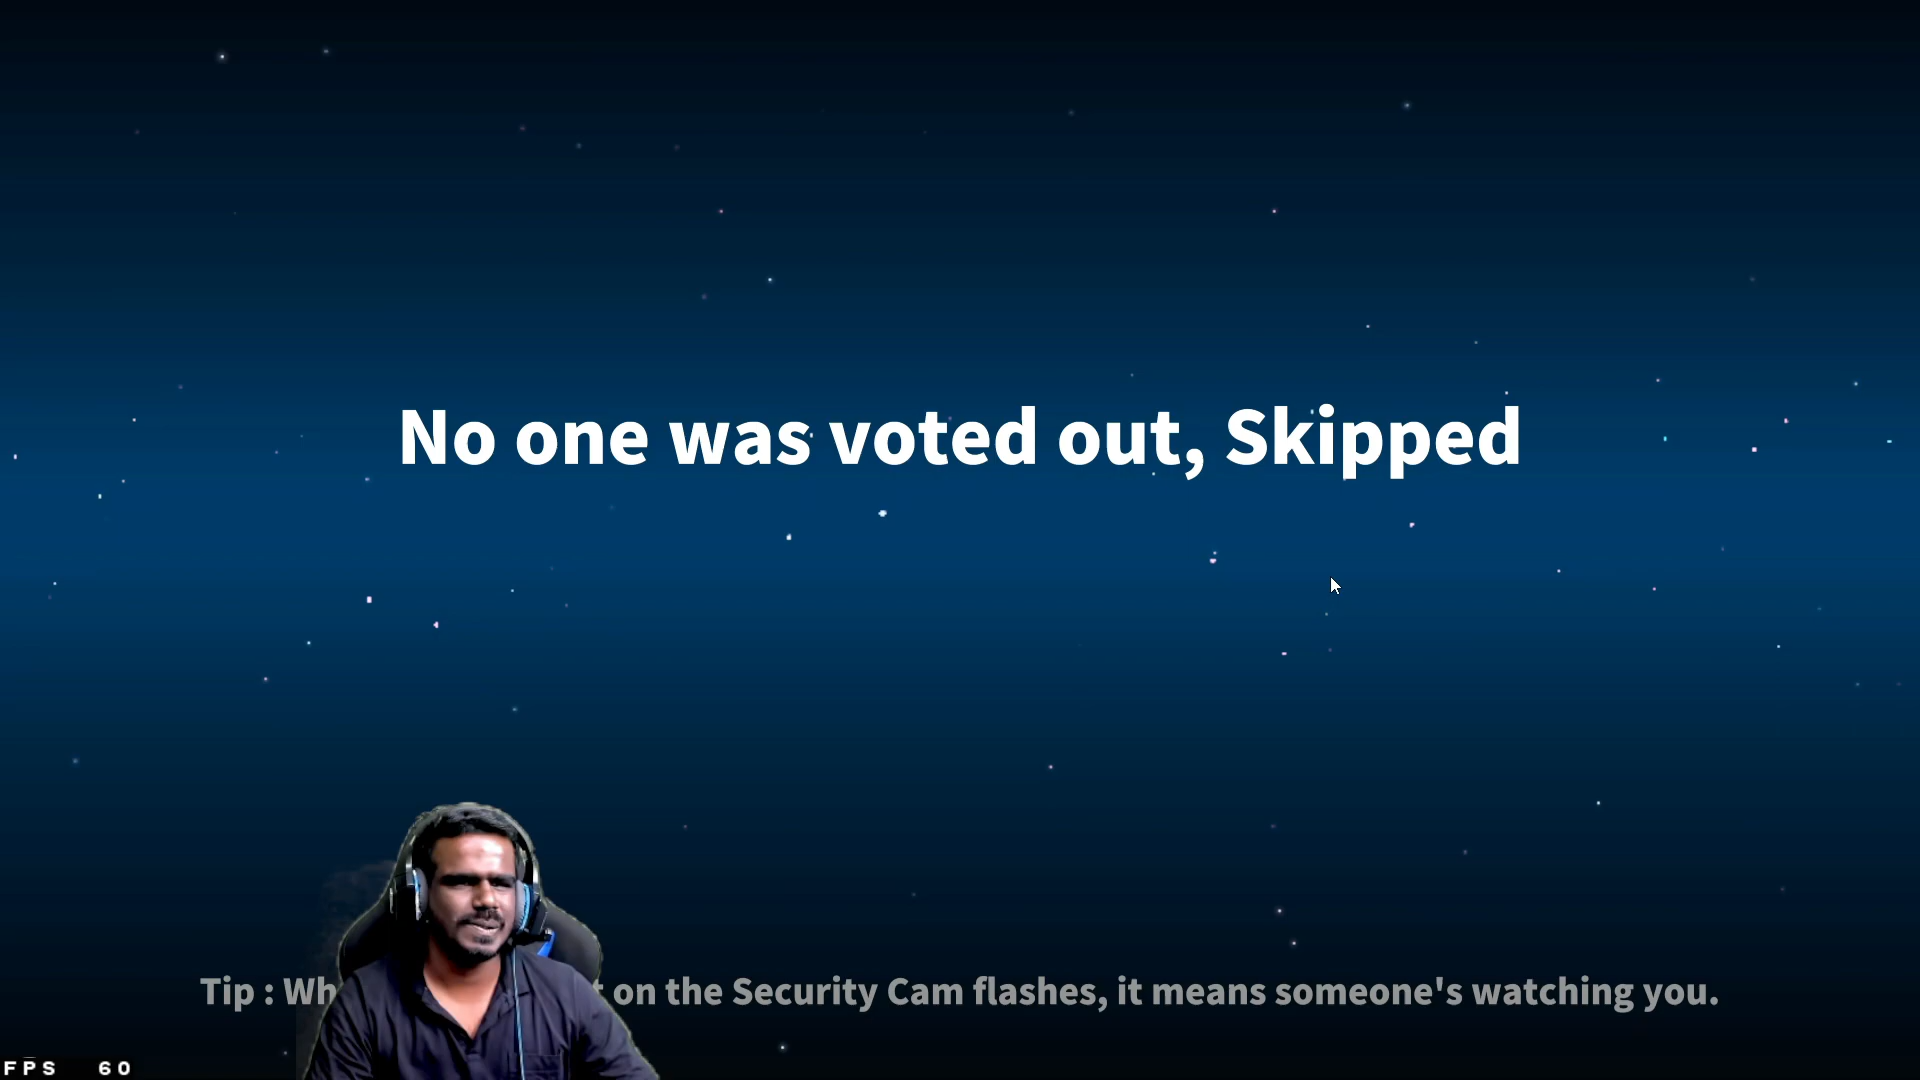 No one was voted out, Skipped
Tip : Wh on the Security Cam flashes, it means someone's watching you.
FPS 60